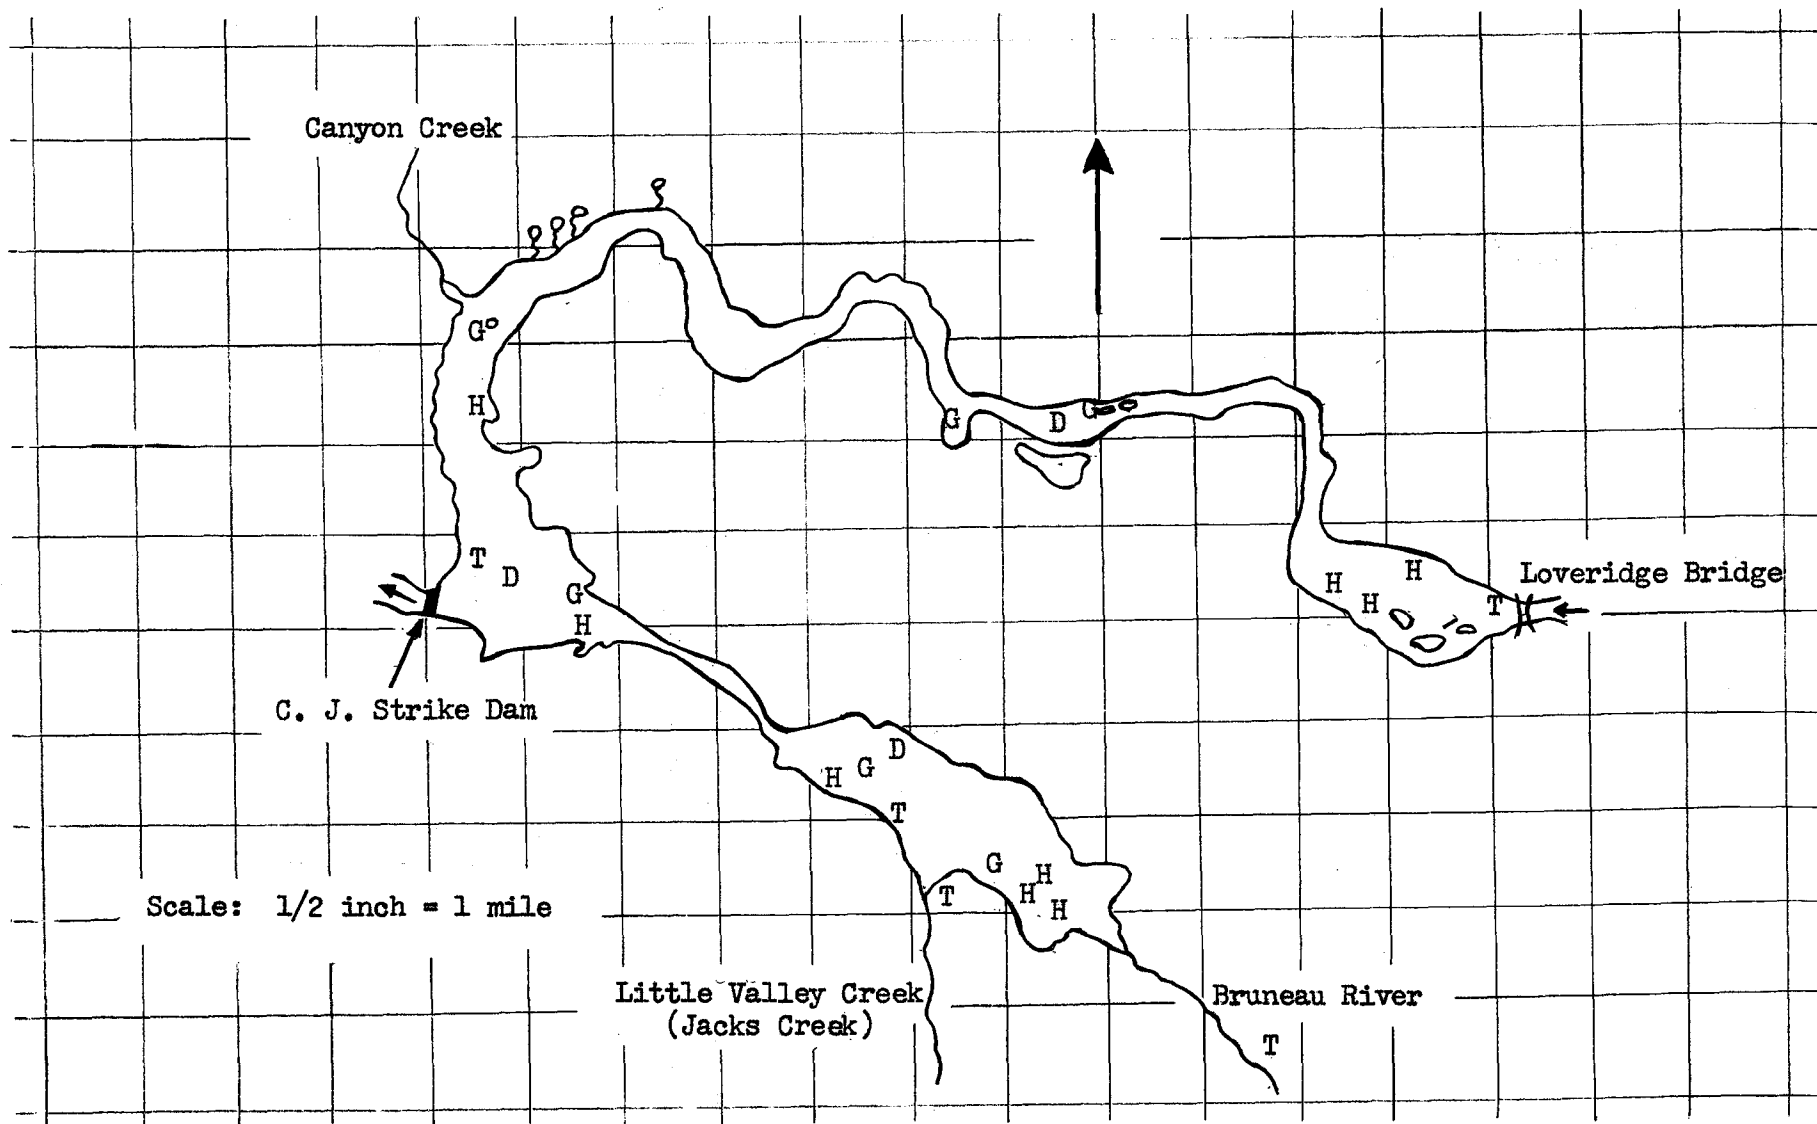 Canyon Creek
G
H
G
D
G
T
D
G
H
H
H
H
T
Loveridge Bridge
C. J. Strike Dam
D
G
H
T
G
H
H
T
H
Scale: 1/2 inch = 1 mile
Little Valley Creek
(Jacks Creek)
Bruneau River
T